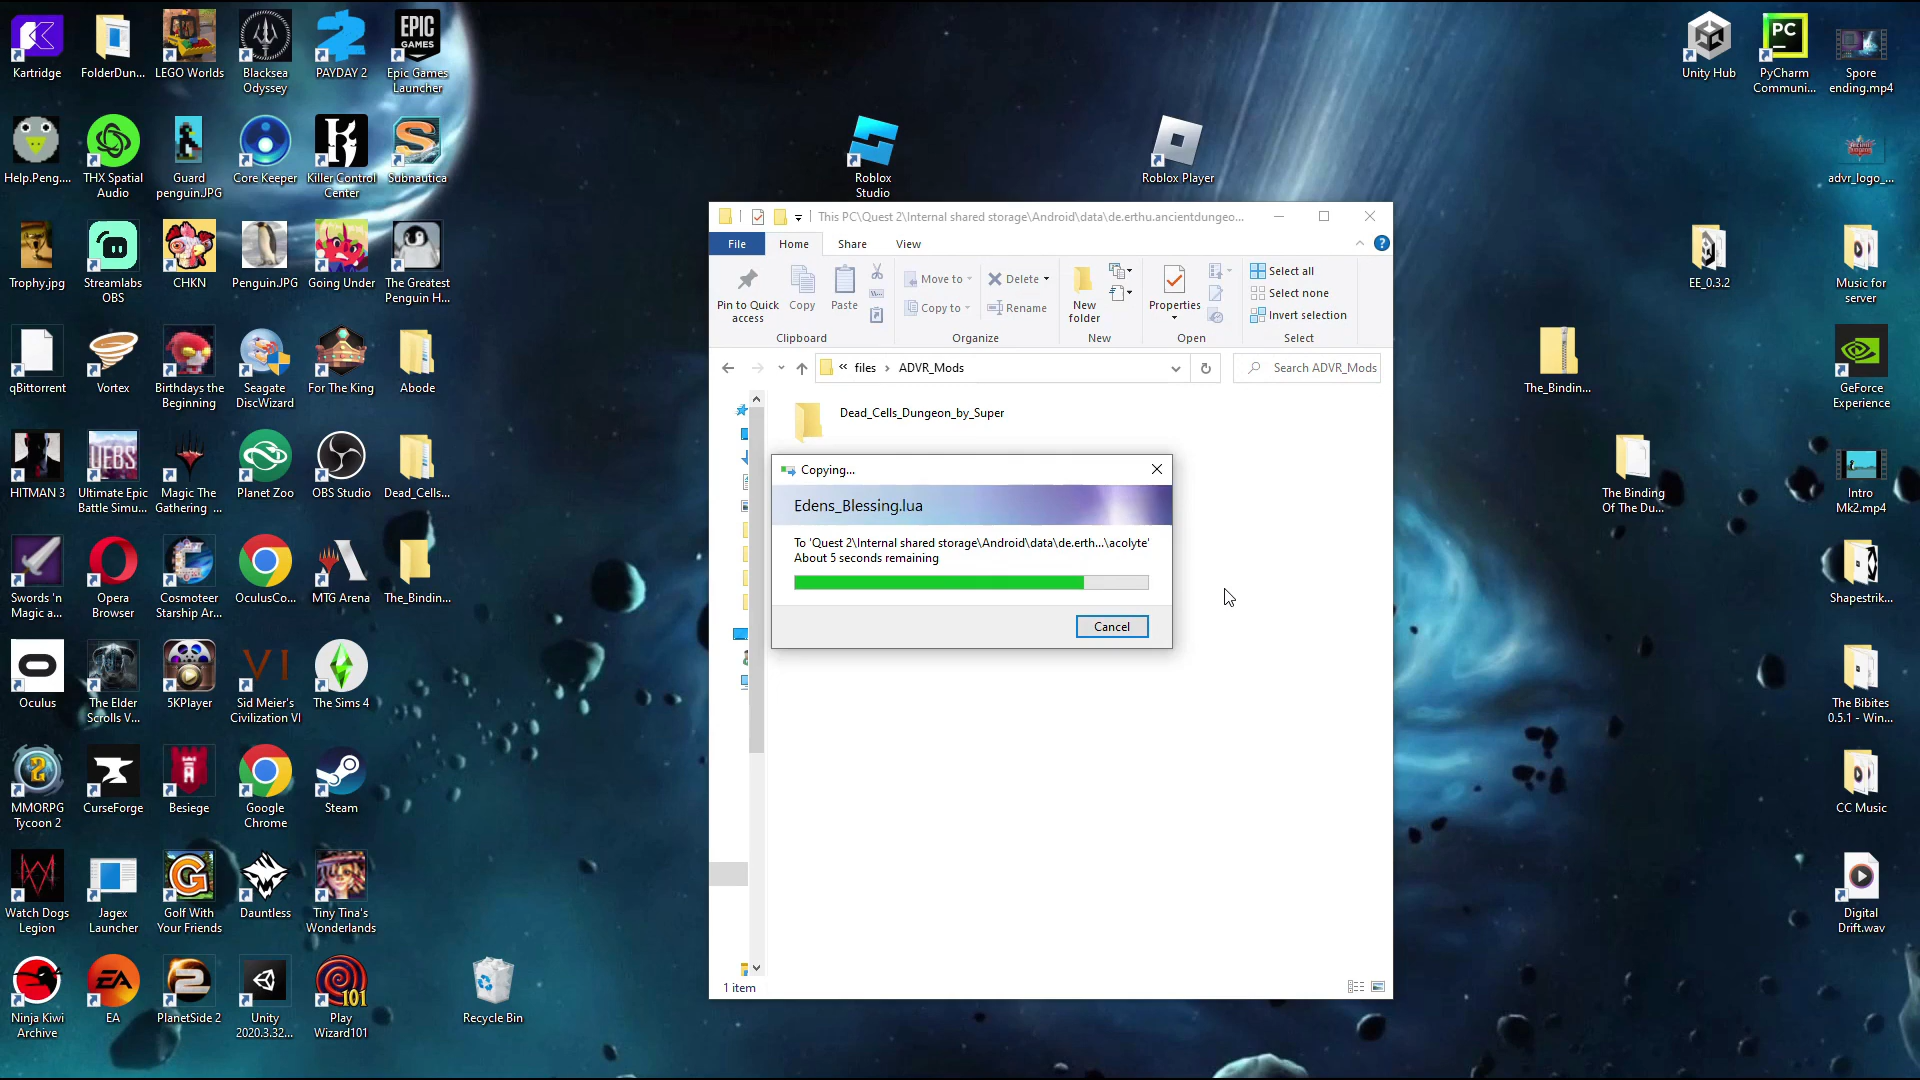 Kartridge
FolderDun...
LEGO Worlds
Blacksea
Odyssey
PAYDAY 2
EPIC
GAMES
Epic Games
Launcher
Help.Peng....
THX Spatial
Audio
Guard
penguin.JPG
Core Keeper
Killer Control
Center
Subnautica
Trophy.jpg
Streamlabs
OBS
CHKN
Penguin.JPG
Going Under
The Greatest
Penguin H...
qBittorrent
Vortex
Birthdays the
Beginning
Seagate
DiscWizard
For The King
Abode
HITMAN 3
UEBS
Ultimate Epic
Battle Simu...
Magic The
Gathering ...
Planet Zoo
OBS Studio
Dead_Cells...
Swords 'n
Magic a...
Opera
Browser
Cosmoteer
Starship Ar...
OculusCo...
MTG Arena
The_Bindin...
Oculus
The Elder
Scrolls V...
5KPlayer
VI
Sid Meier's
Civilization VI
The Sims 4
MMORPG
Tycoon 2
CurseForge
Besiege
Google
Chrome
Steam
Watch Dogs
Legion
Jagex
Launcher
Golf With
Your Friends
Dauntless
Tiny Tina's
Wonderlands
Ninja Kiwi
Archive
EA
EA
PlanetSide 2
Unity
2020.3.32...
101
Play
Wizard101
Recycle Bin
Roblox
Studio
Roblox Player
This PC\Quest 2\Internal shared storage\Android\data\de.erthu.ancientdungeo...
File
Home
Share
View
Pin to Quick
access
Copy
Paste
Clipboard
Move to
Copy to
Delete
Rename
Organize
New
folder
New
Properties
Open
Select all
Select none
Invert selection
Select
« files › ADVR_Mods
Search ADVR_Mods
Dead_Cells_Dungeon_by_Super
Copying...
Edens_Blessing.lua
To 'Quest 2\Internal shared storage\Android\data\de.erth...\acolyte'
About 5 seconds remaining
Cancel
1 item
Unity Hub
PC
PyCharm
Communi...
Spore
ending.mp4
advr_logo_...
EE_0.3.2
Music for
server
The_Bindin...
GeForce
Experience
The Binding
Of The Du...
Intro
Mk2.mp4
Shapestrik...
The Bibites
0.5.1 - Win...
CC Music
Digital
Drift.wav